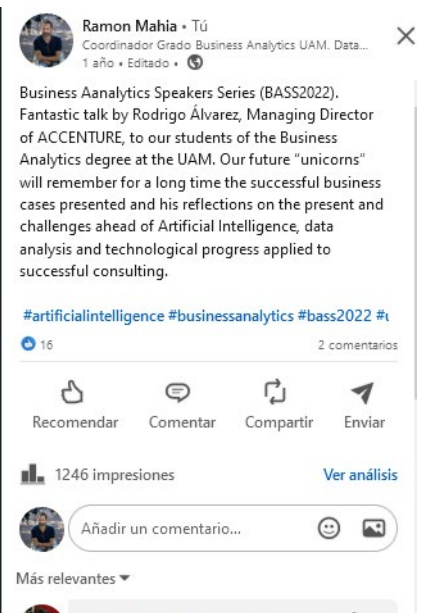 Ramon Mahia • Tú
Coordinador Grado Business Analytics UAM. Data...
1 año • Editado •
Business Aanalytics Speakers Series (BASS2022).
Fantastic talk by Rodrigo Álvarez, Managing Director
of ACCENTURE, to our students of the Business
Analytics degree at the UAM. Our future "unicorns"
will remember for a long time the successful business
cases presented and his reflections on the present and
challenges ahead of Artificial Intelligence, data
analysis and technological progress applied to
successful consulting.
#artificialintelligence #businessanalytics #bass2022
16 2 comentarios
Recomendar Comentar Compartir Enviar
1246 impresiones Ver análisis
Añadir un comentario...
Más relevantes